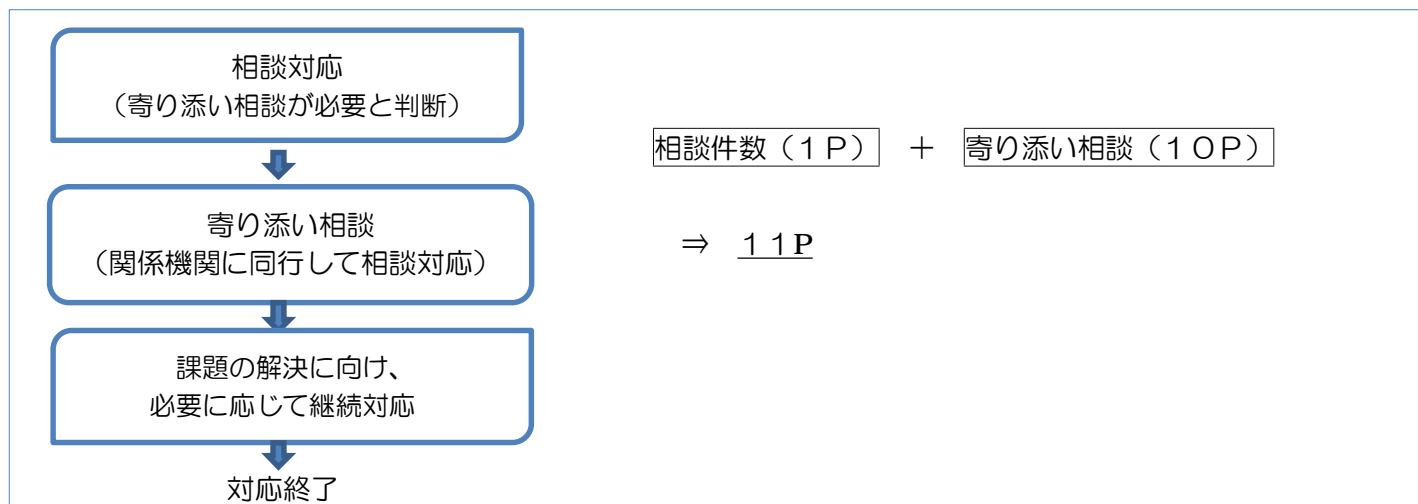 相談対応
（寄り添い相談が必要と判断）
相談件数（１Ｐ） ＋ 寄り添い相談（１０Ｐ）
寄り添い相談
（関係機関に同行して相談対応）
⇒ １１P
課題の解決に向け、
必要に応じて継続対応
対応終了